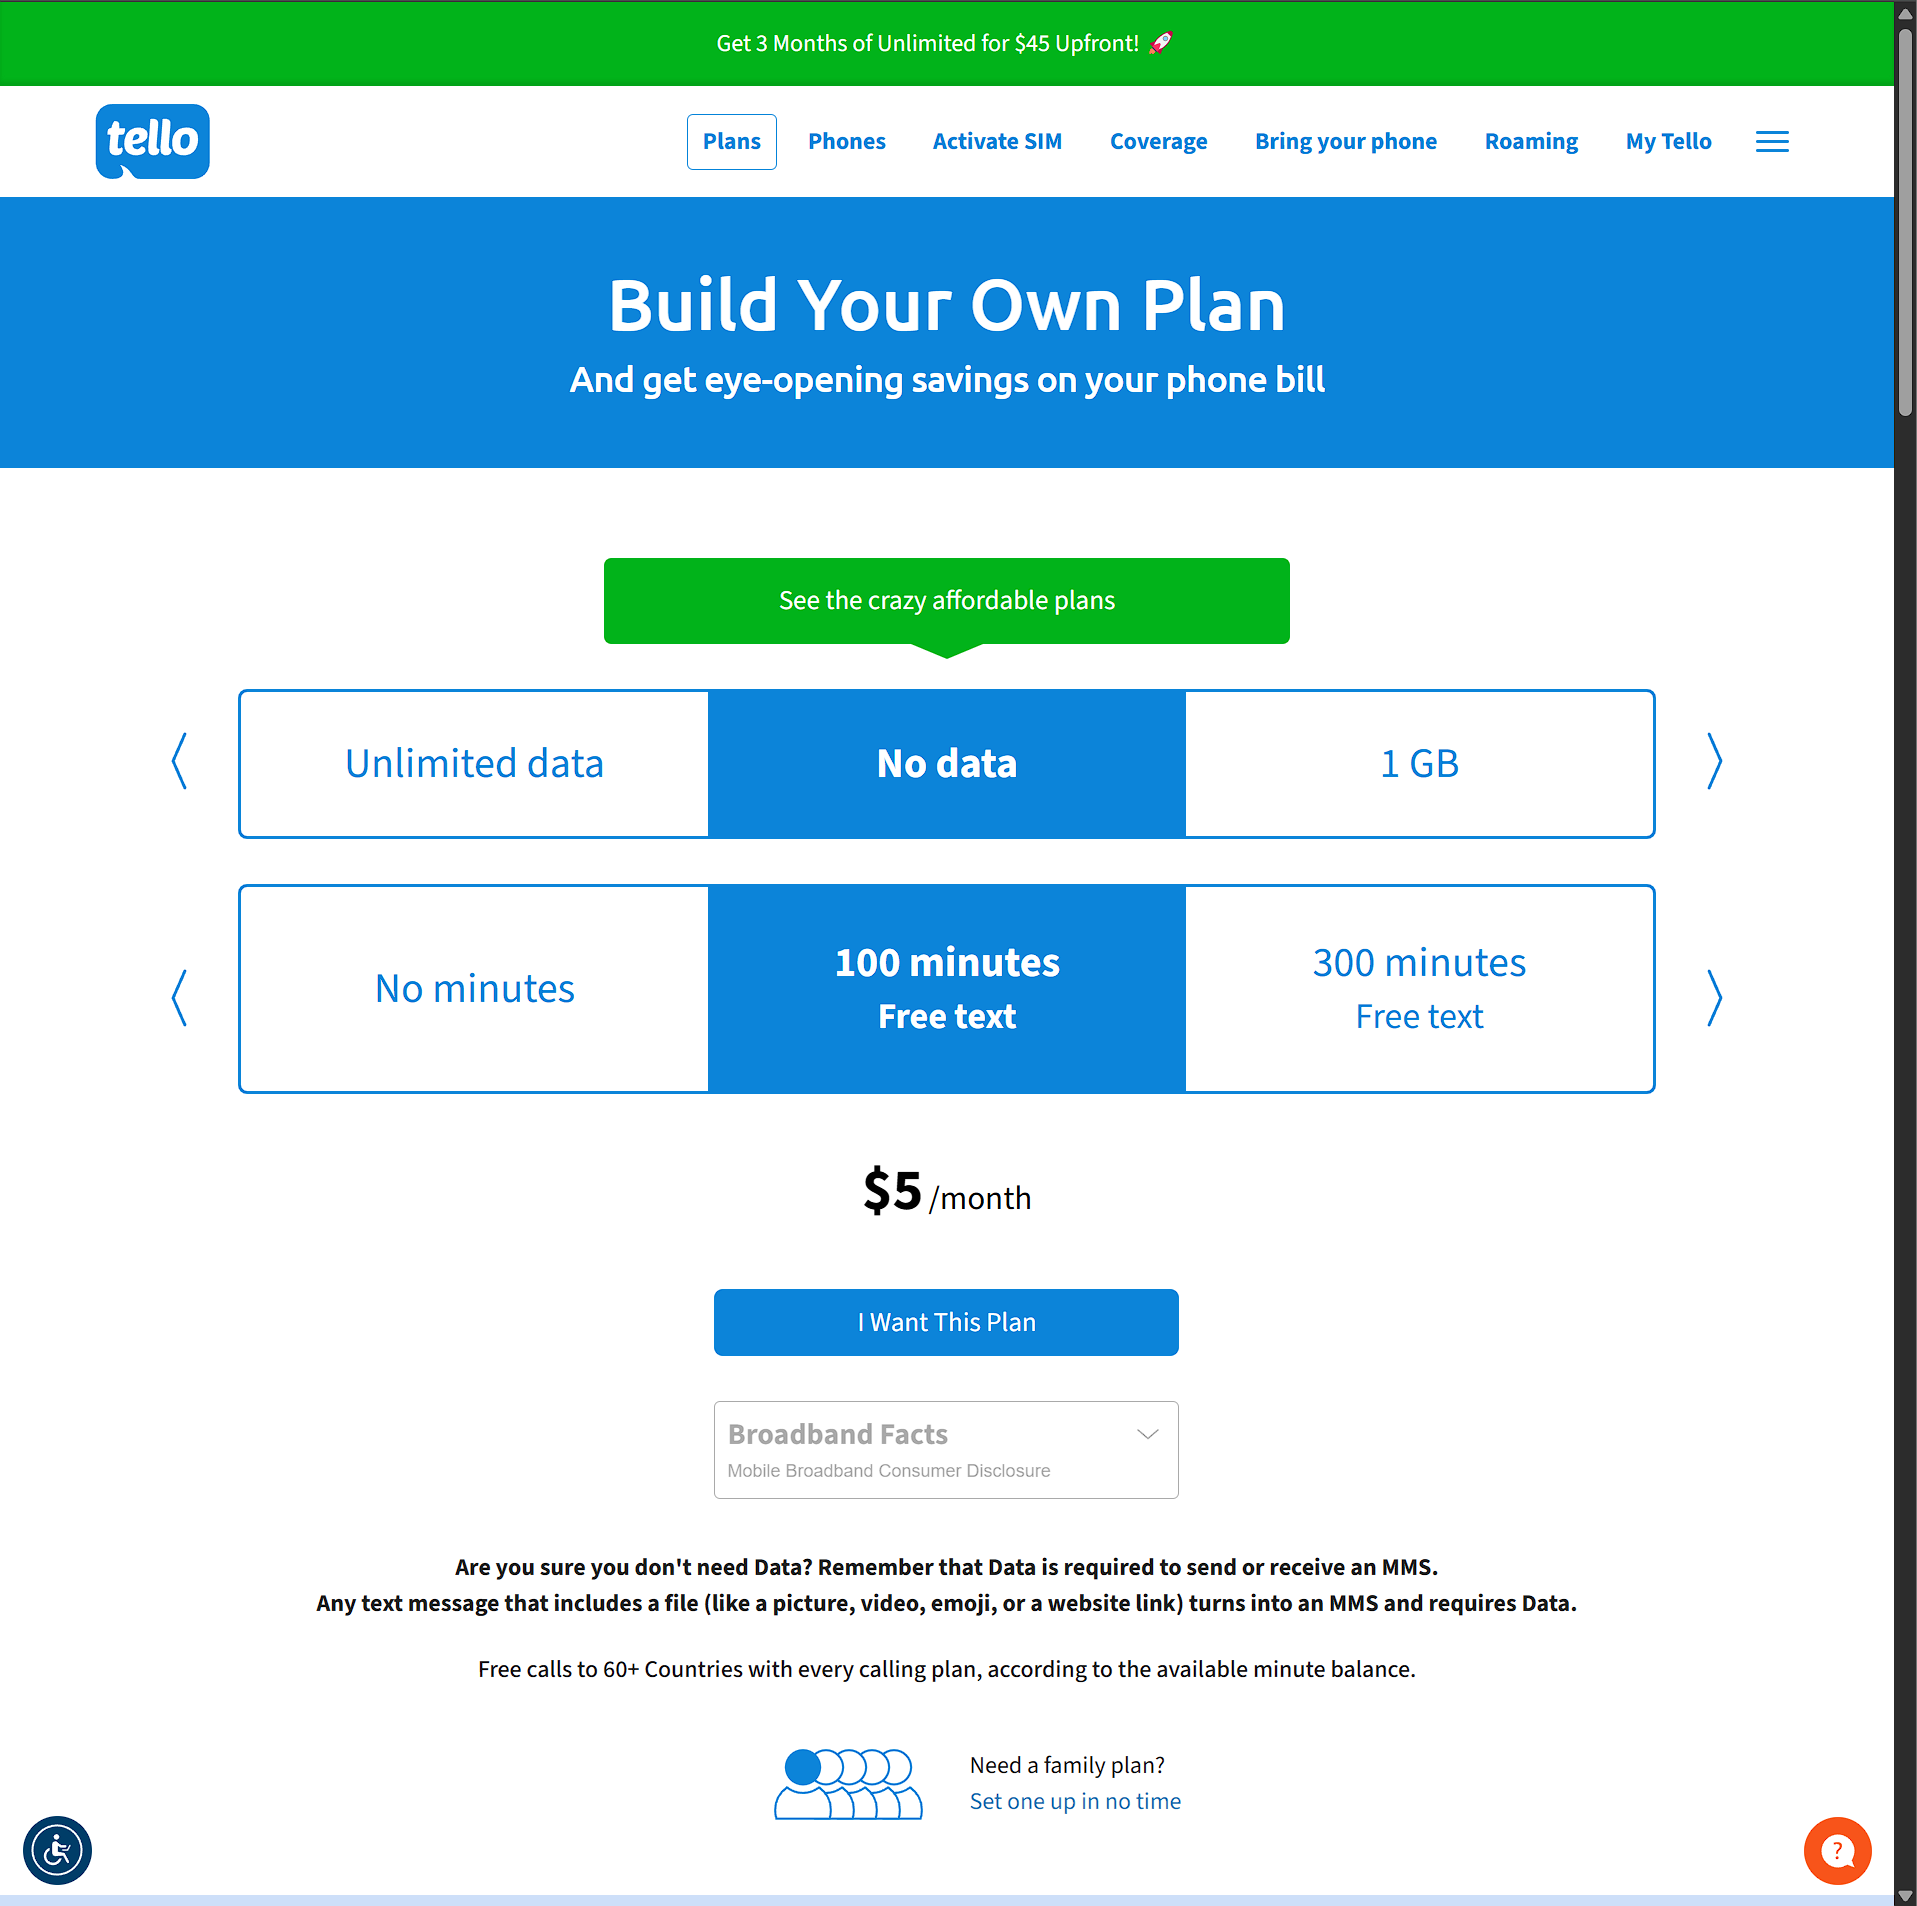 Get 3 Months of Unlimited for $45 Upfront! 🚀
tello
Plans
Phones
Activate SIM
Coverage
Bring your phone
Roaming
My Tello
Build Your Own Plan
And get eye-opening savings on your phone bill
See the crazy affordable plans
Unlimited data
No data
1 GB
No minutes
100 minutes
Free text
300 minutes
Free text
$5 /month
I Want This Plan
Broadband Facts
Mobile Broadband Consumer Disclosure
Are you sure you don't need Data? Remember that Data is required to send or receive an MMS.
Any text message that includes a file (like a picture, video, emoji, or a website link) turns into an MMS and requires Data.
Free calls to 60+ Countries with every calling plan, according to the available minute balance.
Need a family plan?
Set one up in no time
?